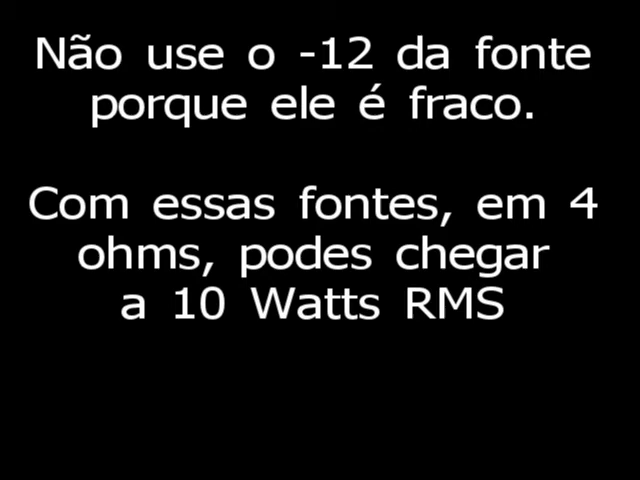 Não use o -12 da fonte
porque ele é fraco.
Com essas fontes, em 4
ohms, podes chegar
a 10 Watts RMS